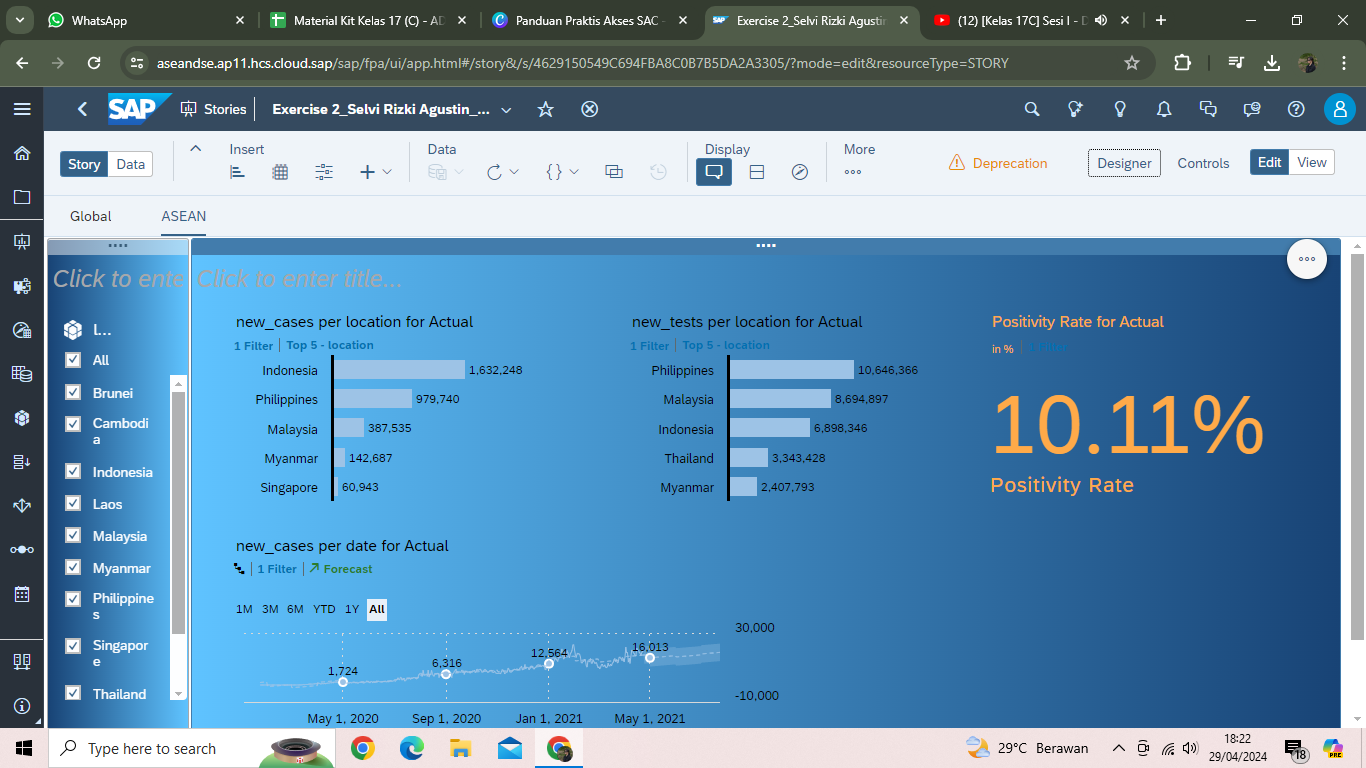 WhatsApp
Material Kit Kelas 17 (C) - AD
Panduan Praktis Akses SAC -
Exercise 2_Selvi Rizki Agustin
(12) [Kelas 17C] Sesi I - D
aseandse.ap11.hcs.cloud.sap/sap/fpa/ui/app.html#/story&/s/4629150549C694FBA8C0B7B5DA2A3305/?mode=edit&resourceType=STORY
SAP Stories Exercise 2_Selvi Rizki Agustin_...
Story Data
Insert
Data
Display
More
Deprecation
Designer
Controls
Edit View
Global ASEAN
Click to ente
Click to enter title...
L...
All
Brunei
Cambodi
a
Indonesia
Laos
Malaysia
Myanmar
Philippine
s
Singapor
e
Thailand
new_cases per location for Actual
1 Filter | Top 5 - location
Indonesia 1,632,248
Philippines 979,740
Malaysia 387,535
Myanmar 142,687
Singapore 60,943
new_tests per location for Actual
1 Filter | Top 5 - location
Philippines 10,646,366
Malaysia 8,694,897
Indonesia 6,898,346
Thailand 3,343,428
Myanmar 2,407,793
Positivity Rate for Actual
in % | 1 Filter
10.11%
Positivity Rate
new_cases per date for Actual
1 Filter | Forecast
1M 3M 6M YTD 1Y All
30,000
1,724 6,316 12,564 16,013
-10,000
May 1, 2020 Sep 1, 2020 Jan 1, 2021 May 1, 2021
Type here to search
29°C Berawan
18:22
29/04/2024
18
PRE